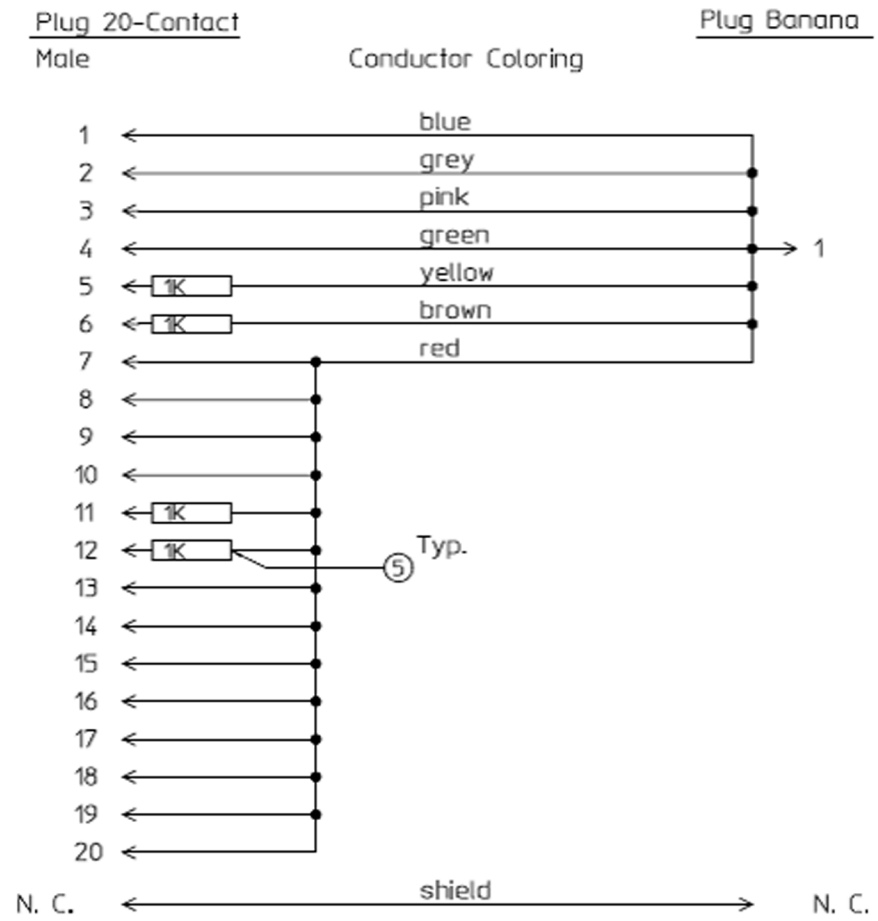 Plug 20-Contact Plug Banana
Male Conductor Coloring
1 blue
2 grey
3 pink
4 green 1
5 1K yellow
6 1K brown
7 red
8
9
10
11 1K
12 1K 5 Typ.
13
14
15
16
17
18
19
20
N. C. shield N. C.